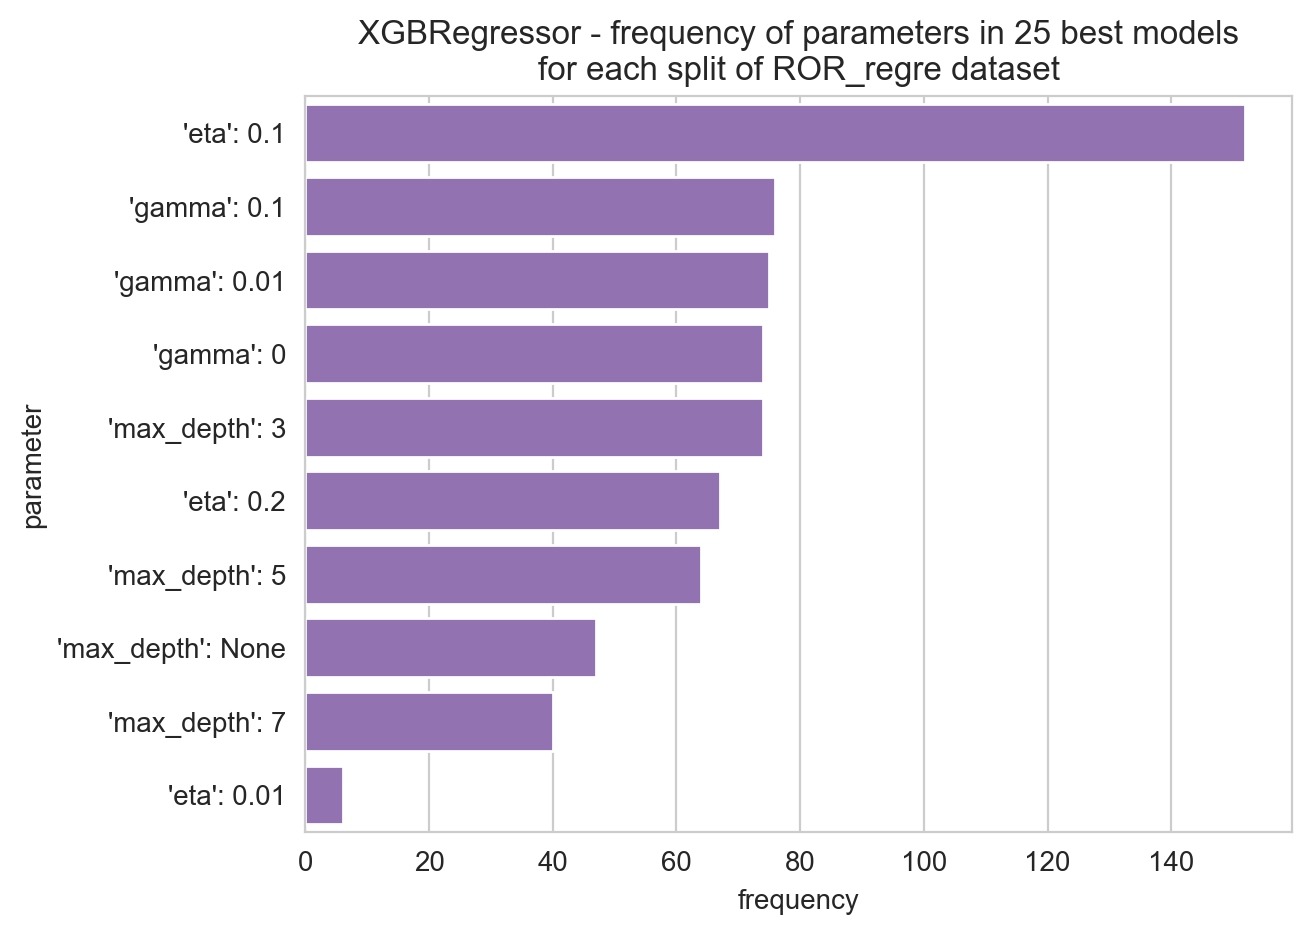 XGBRegressor - frequency of parameters in 25 best models
for each split of ROR_regre dataset
parameter
'eta': 0.1
'gamma': 0.1
'gamma': 0.01
'gamma': 0
'max_depth': 3
'eta': 0.2
'max_depth': 5
'max_depth': None
'max_depth': 7
'eta': 0.01
0 20 40 60 80 100 120 140
frequency